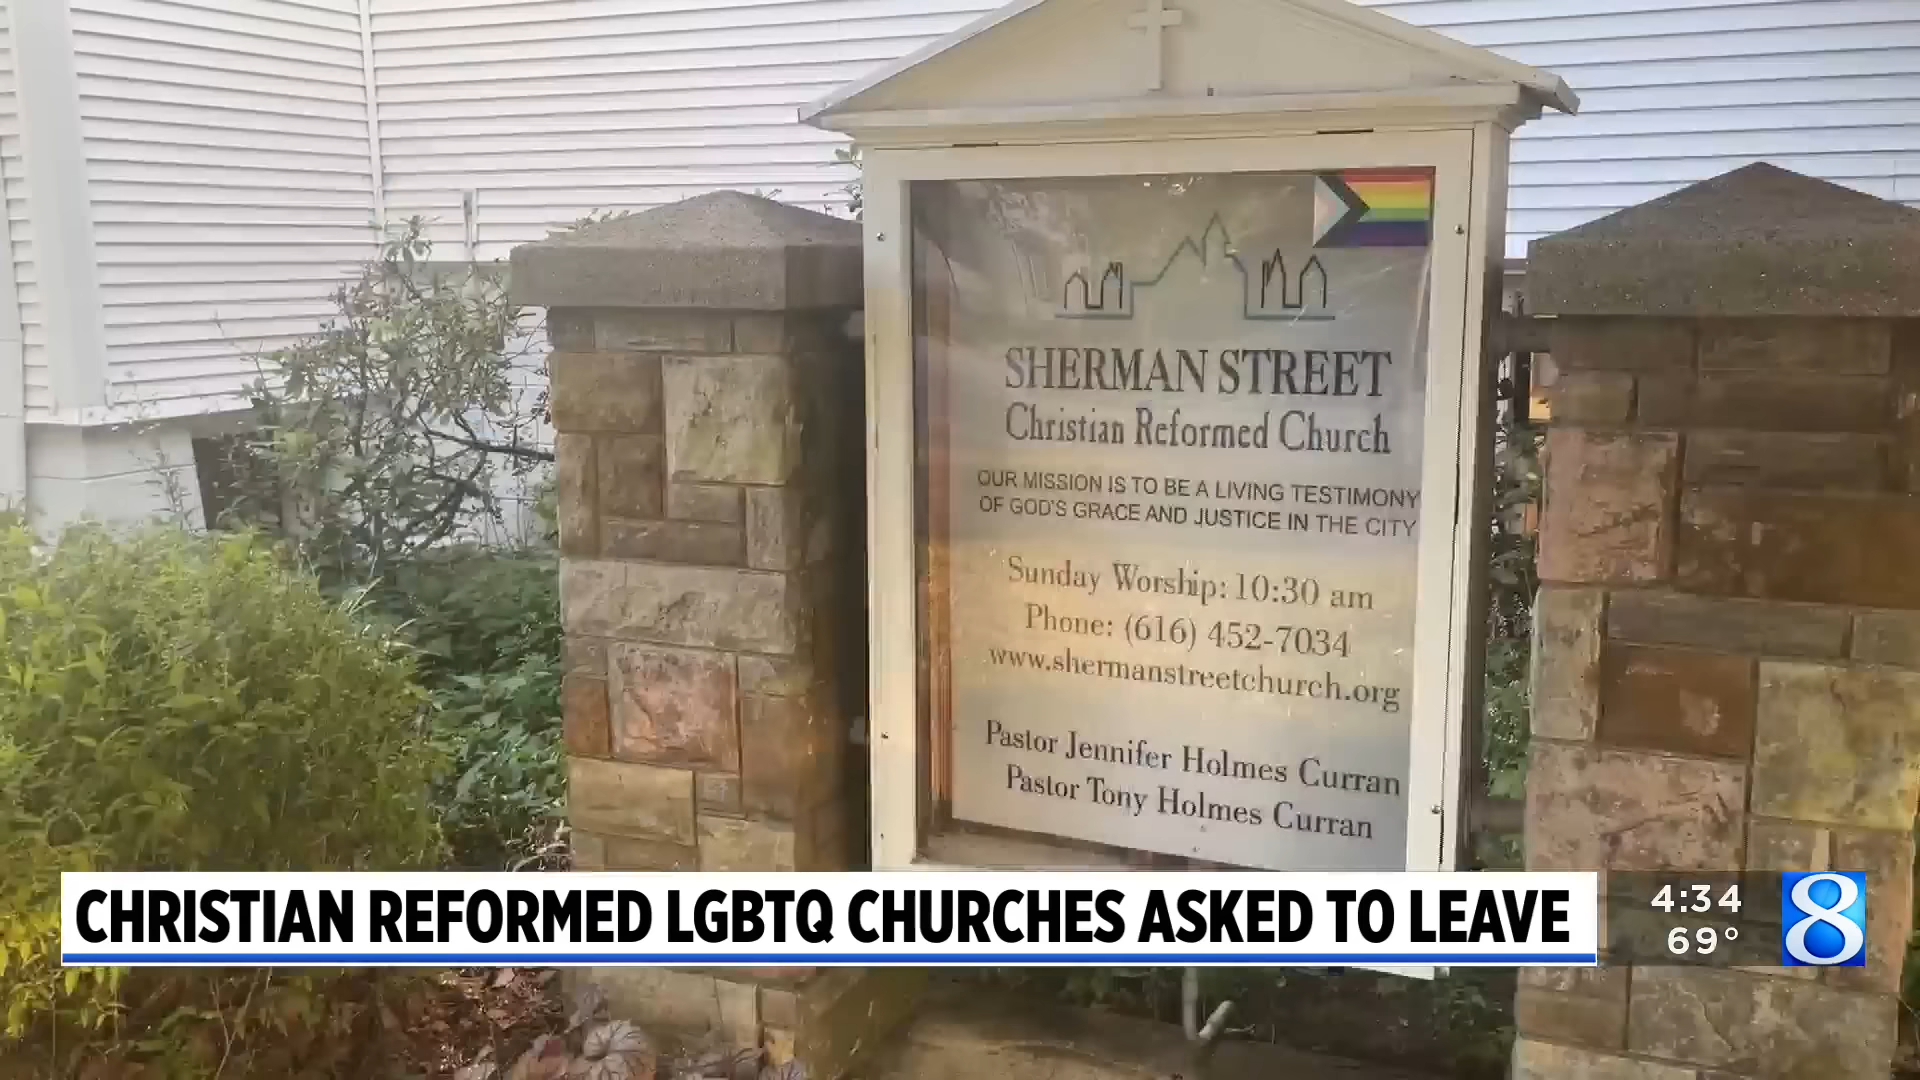 SHERMAN STREET
Christian Reformed Church
OUR MISSION IS TO BE A LIVING TESTIMONY
OF GOD'S GRACE AND JUSTICE IN THE CITY
Sunday Worship: 10:30 am
Phone: (616) 452-7034
www.shermanstreetchurch.org
Pastor Jennifer Holmes Curran
Pastor Tony Holmes Curran
CHRISTIAN REFORMED LGBTQ CHURCHES ASKED TO LEAVE
4:34
69°
8